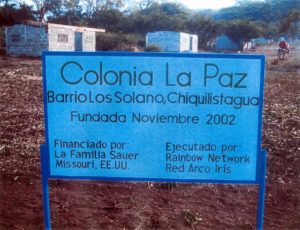 Colonia La Paz
Barrio Los Solano, Chiquilistagua
Fundada Noviembre 2002
Financiado por:
La Familia Sauer
Missouri, EE.UU.
Ejecutado por:
Rainbow Network
Red Arco Iris